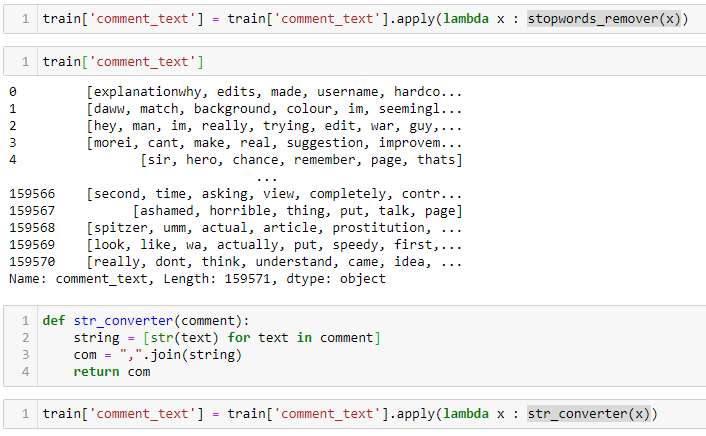 1 train['comment_text'] = train['comment_text'].apply(lambda x : stopwords_remover(x))
1 train['comment_text']
0 [explanationwhy, edits, made, username, hardco...
1 [daww, match, background, colour, im, seemingl...
2 [hey, man, im, really, trying, edit, war, guy,...
3 [morei, cant, make, real, suggestion, improvem...
4 [sir, hero, chance, remember, page, thats]
...
159566 [second, time, asking, view, completely, contr...
159567 [ashamed, horrible, thing, put, talk, page]
159568 [spitzer, umm, actual, article, prostitution, ...
159569 [look, like, wa, actually, put, speedy, first,...
159570 [really, dont, think, understand, came, idea, ...
Name: comment_text, Length: 159571, dtype: object
1 def str_converter(comment):
2     string = [str(text) for text in comment]
3     com = ",".join(string)
4     return com
1 train['comment_text'] = train['comment_text'].apply(lambda x : str_converter(x))